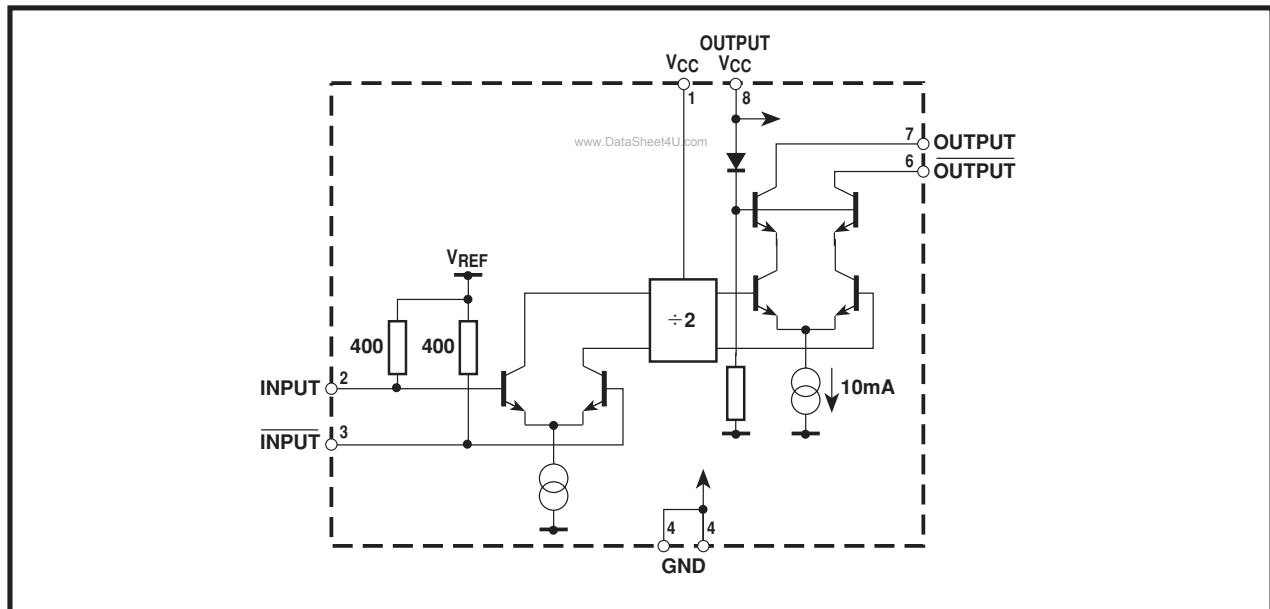 OUTPUT
VCC VCC
1 8
www.DataSheet4U.com
7 OUTPUT
6 OUTPUT
VREF
÷2
400 400
INPUT 2
10mA
INPUT 3
4 4
GND